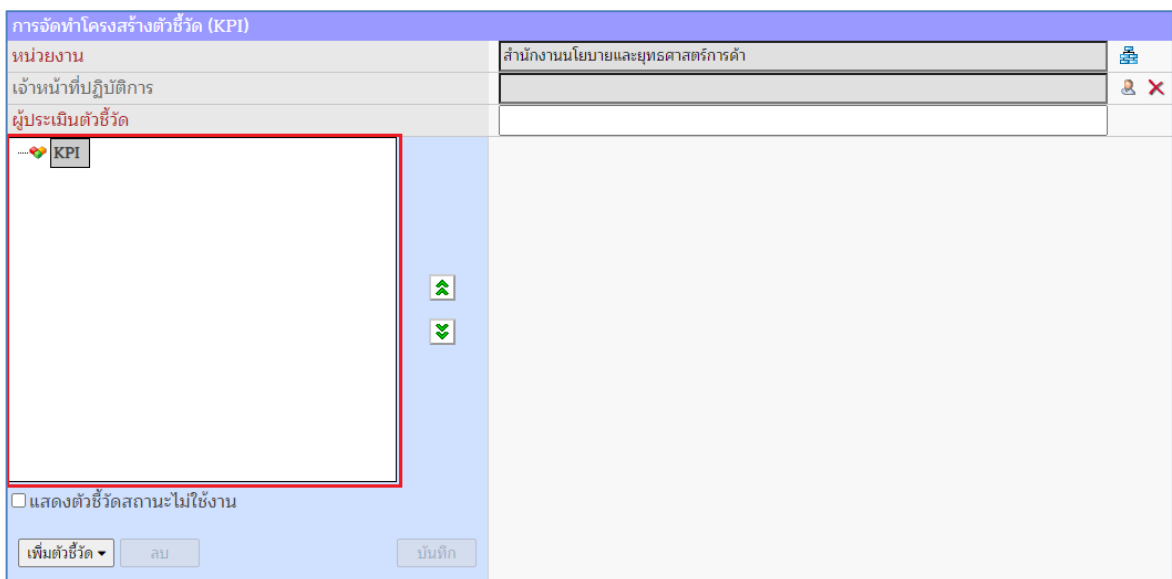 การจัดทำโครงสร้างตัวชี้วัด (KPI)
หน่วยงาน สำนักงานนโยบายและยุทธศาสตร์การค้า
เจ้าหน้าที่ปฏิบัติการ
ผู้ประเมินตัวชี้วัด
KPI
แสดงตัวชี้วัดสถานะไม่ใช้งาน
เพิ่มตัวชี้วัด ลบ บันทึก